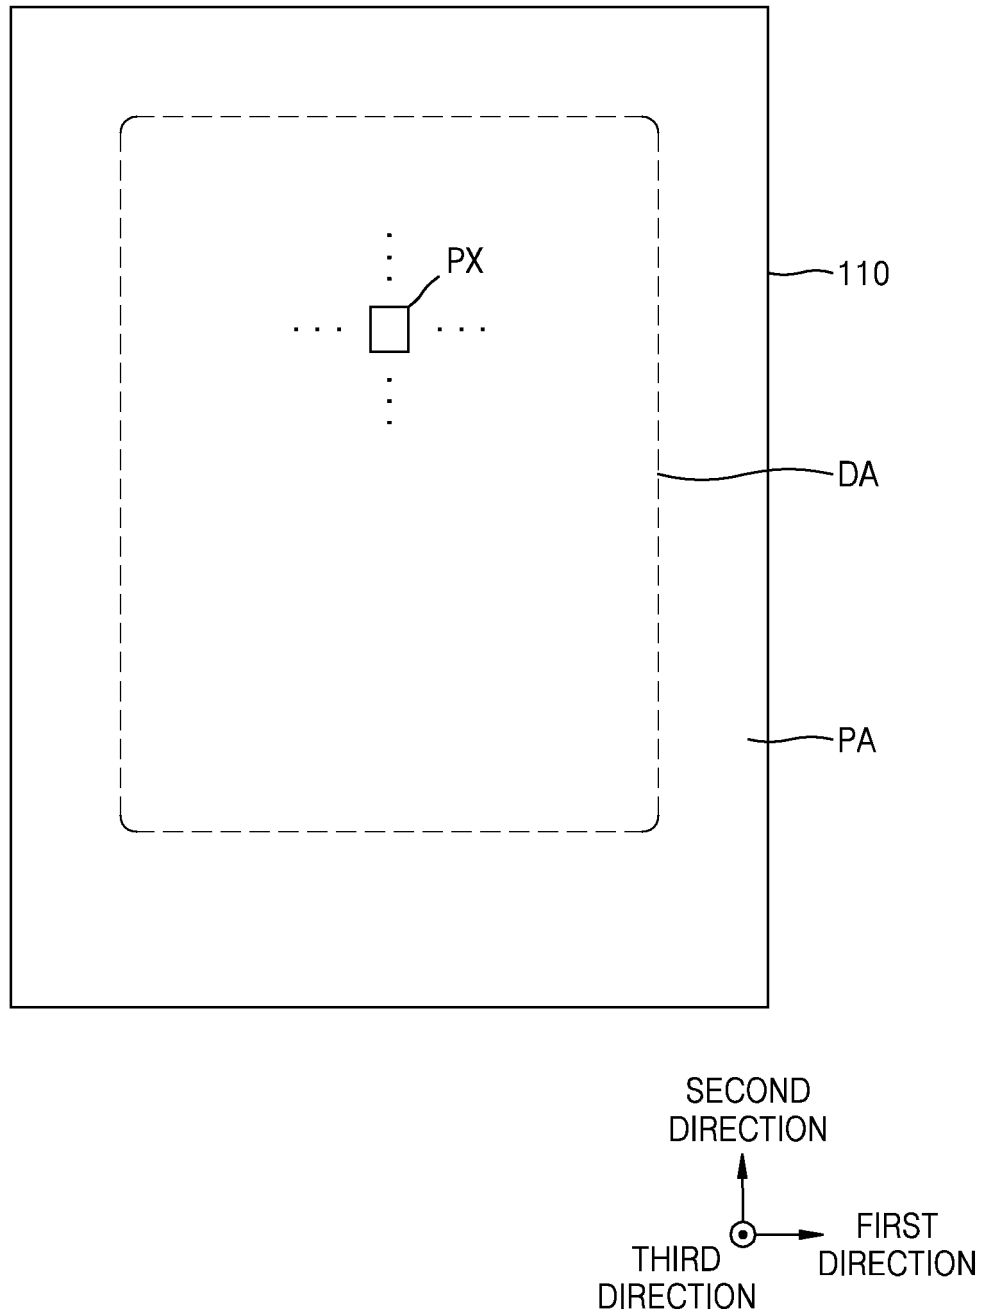 PX
110
DA
PA
SECOND
DIRECTION
FIRST
DIRECTION
THIRD
DIRECTION